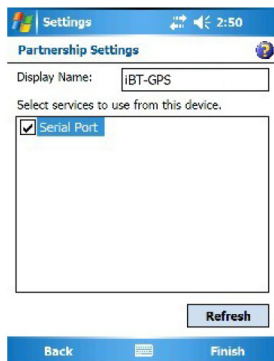 Settings 2:50
Partnership Settings
Display Name: iBT-GPS
Select services to use from this device.
Serial Port
Refresh
Back Finish